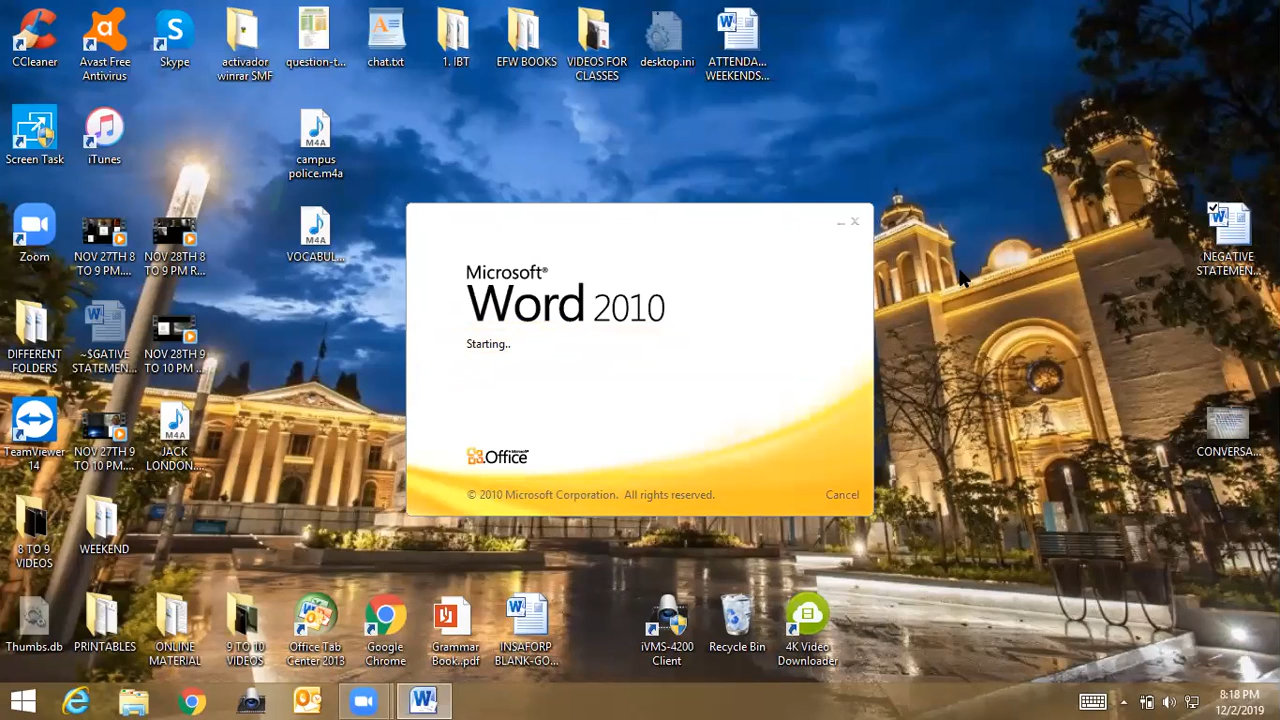 CCleaner
Avast Free
Antivirus
Skype
activador
winrar SMF
question-t...
chat.txt
1. IBT
EFW BOOKS
VIDEOS FOR
CLASSES
desktop.ini
ATTENDA...
WEEKENDS...
Screen Task
iTunes
M4A
campus
police.m4a
Zoom
NOV 27TH 8
TO 9 PM....
NOV 28TH 8
TO 9 PM R...
M4A
VOCABUL...
NEGATIVE
STATEMEN...
Microsoft®
Word 2010
Starting..
DIFFERENT
FOLDERS
~$GATIVE
STATEMEN...
NOV 28TH 9
TO 10 PM ...
TeamViewer
14
NOV 27TH 9
TO 10 PM....
M4A
JACK
LONDON....
CONVERSA...
Microsoft®
Office
© 2010 Microsoft Corporation. All rights reserved.
Cancel
8 TO 9
VIDEOS
WEEKEND
Thumbs.db
PRINTABLES
ONLINE
MATERIAL
9 TO 10
VIDEOS
Office Tab
Center 2013
Google
Chrome
Grammar
Book..pdf
INSAFORP
BLANK-GO...
iVMS-4200
Client
Recycle Bin
4K Video
Downloader
8:18 PM
12/2/2019